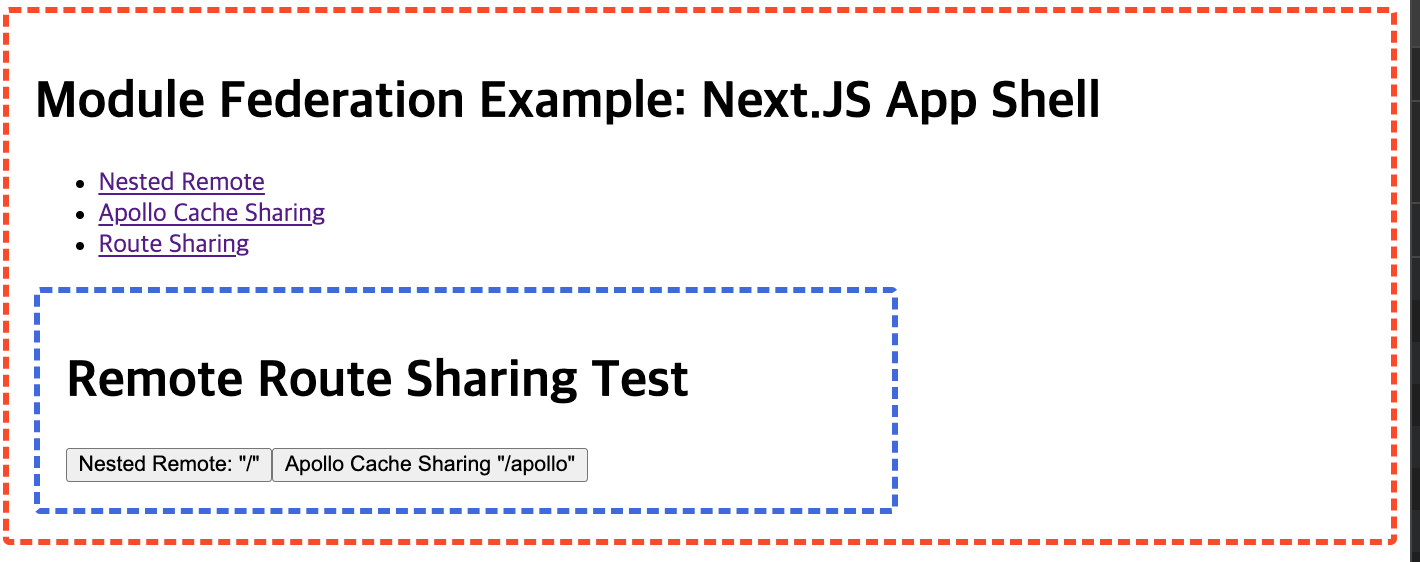 Module Federation Example: Next.JS App Shell
Nested Remote
Apollo Cache Sharing
Route Sharing
Remote Route Sharing Test
Nested Remote: "/" Apollo Cache Sharing "/apollo"